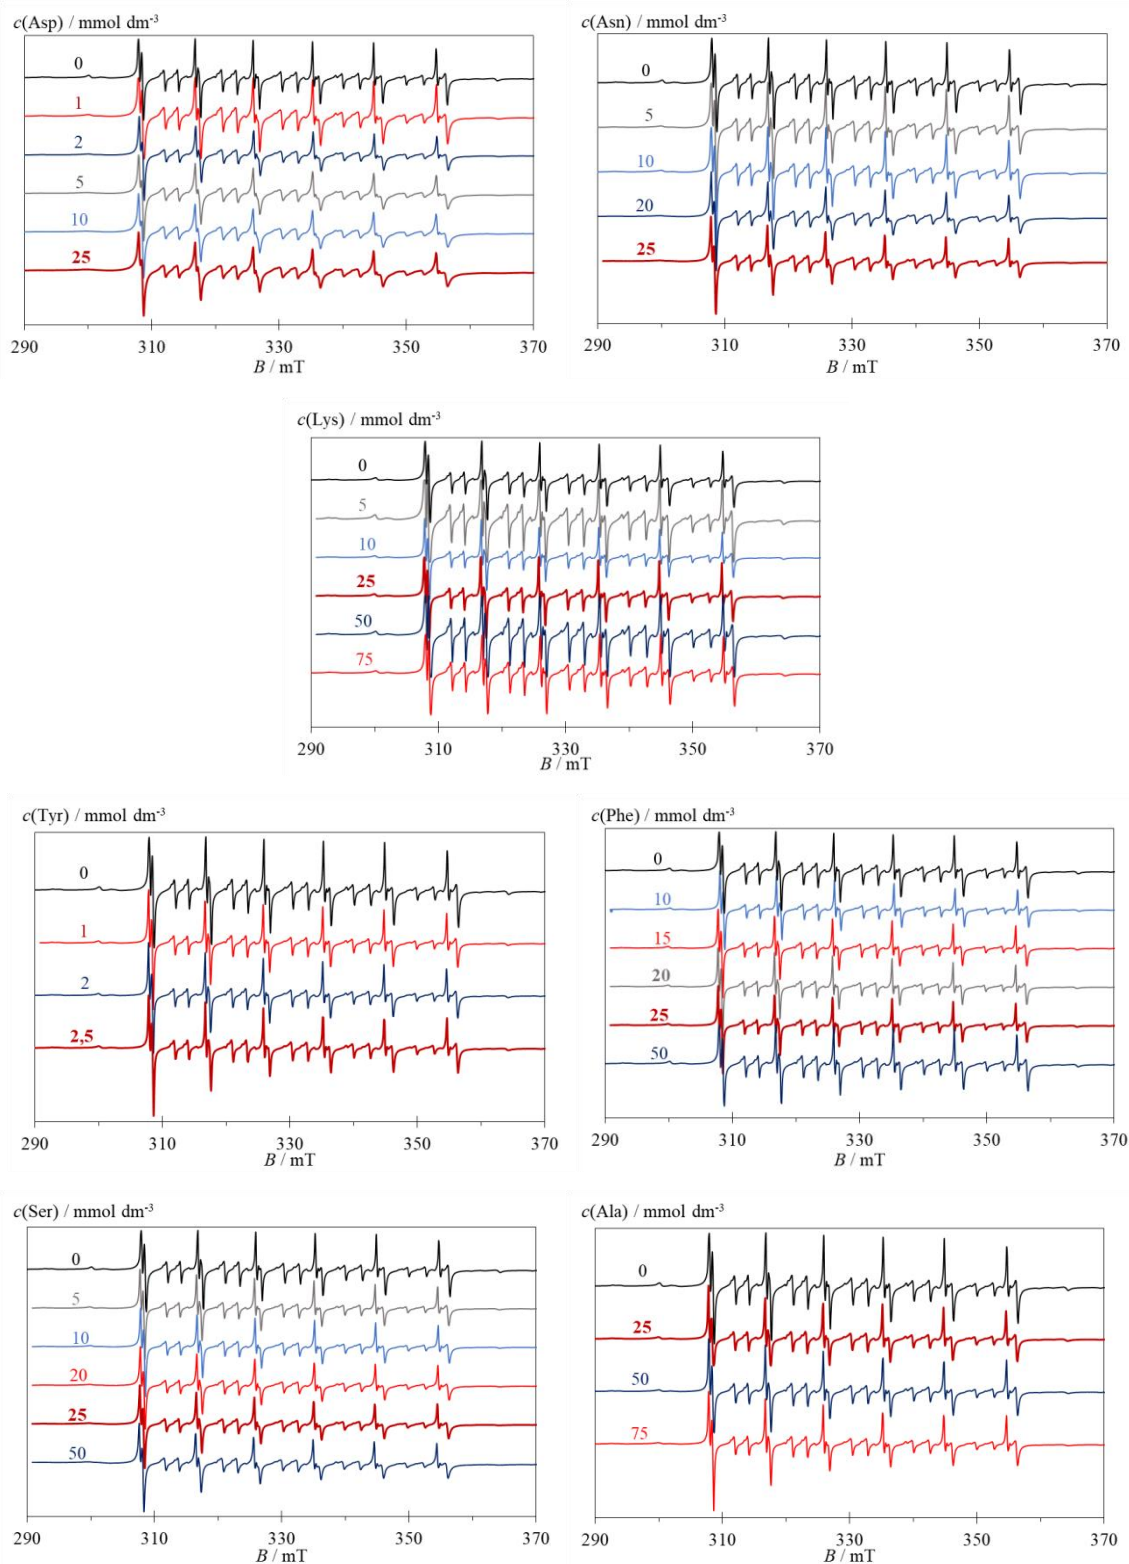 c(Asp) / mmol dm-3
0
1
2
5
10
25
290 310 330 350 370
B / mT
c(Asn) / mmol dm-3
0
5
10
20
25
290 310 330 350 370
B / mT
c(Lys) / mmol dm-3
0
5
10
25
50
75
290 310 330 350 370
B / mT
c(Tyr) / mmol dm-3
0
1
2
2,5
290 310 330 350 370
B / mT
c(Phe) / mmol dm-3
0
10
15
20
25
50
290 310 330 350 370
B / mT
c(Ser) / mmol dm-3
0
5
10
20
25
50
290 310 330 350 370
B / mT
c(Ala) / mmol dm-3
0
25
50
75
290 310 330 350 370
B / mT